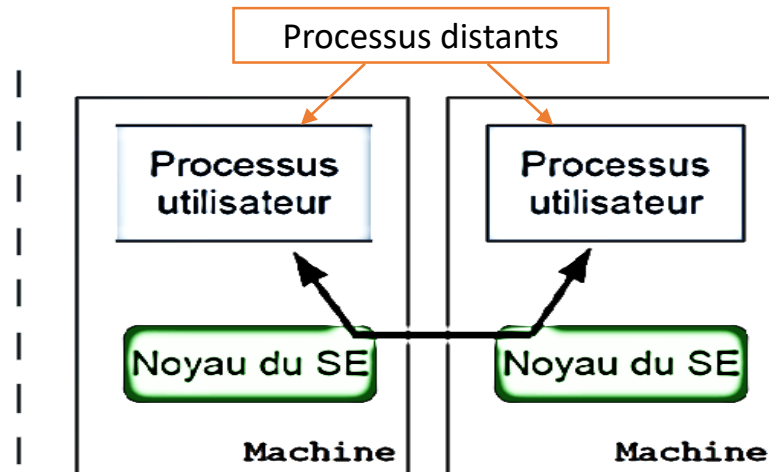 Processus distants
Processus
utilisateur
Processus
utilisateur
Noyau du SE
Noyau du SE
Machine
Machine